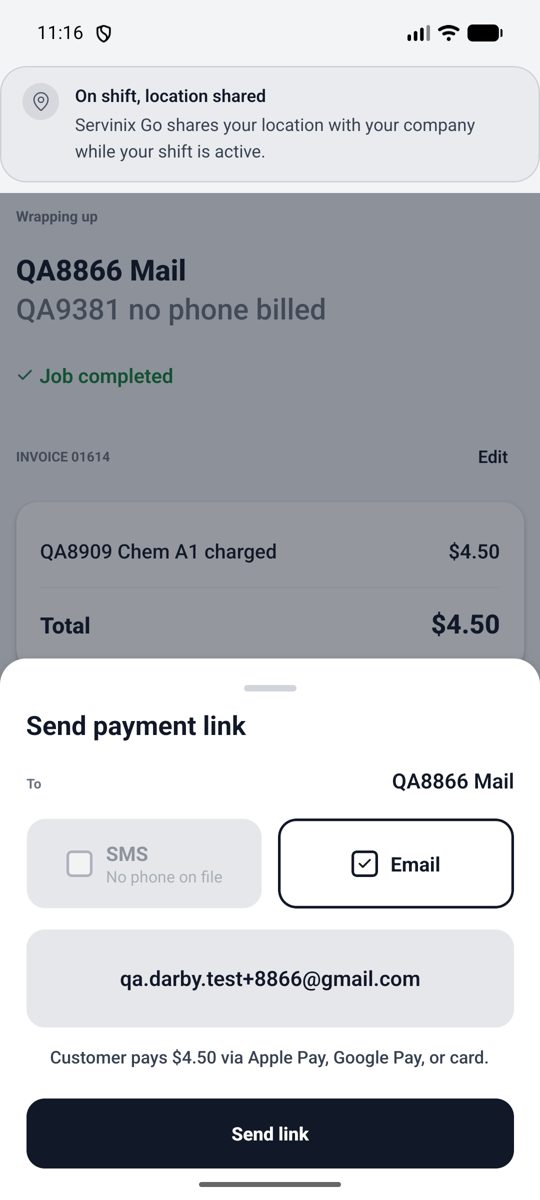 11:16
On shift, location shared
Servinix Go shares your location with your company
while your shift is active.
Wrapping up
QA8866 Mail
QA9381 no phone billed
Job completed
INVOICE 01614
Edit
QA8909 Chem A1 charged
$4.50
Total
$4.50
Send payment link
To
QA8866 Mail
SMS
No phone on file
Email
qa.darby.test+8866@gmail.com
Customer pays $4.50 via Apple Pay, Google Pay, or card.
Send link